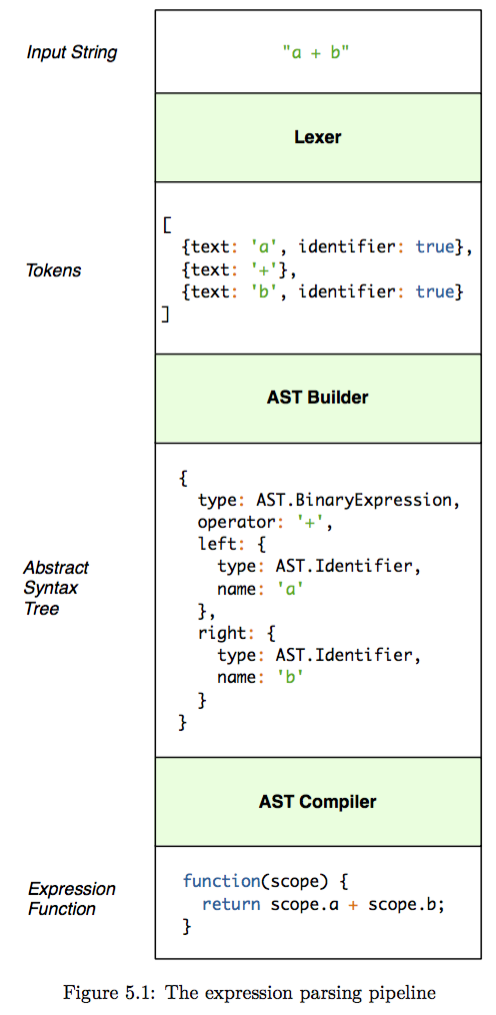 Input String
"a + b"
Lexer
Tokens
[
  {text: 'a', identifier: true},
  {text: '+'},
  {text: 'b', identifier: true}
]
AST Builder
Abstract
Syntax
Tree
{
  type: AST.BinaryExpression,
  operator: '+',
  left: {
    type: AST.Identifier,
    name: 'a'
  },
  right: {
    type: AST.Identifier,
    name: 'b'
  }
}
AST Compiler
Expression
Function
function(scope) {
  return scope.a + scope.b;
}
Figure 5.1: The expression parsing pipeline